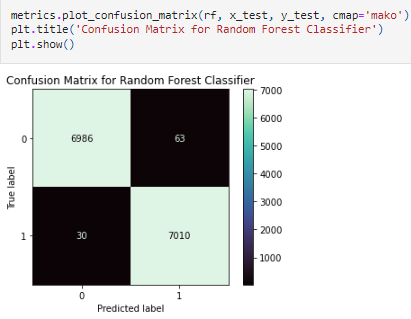 metrics.plot_confusion_matrix(rf, x_test, y_test, cmap='mako')
plt.title('Confusion Matrix for Random Forest Classifier')
plt.show()
Confusion Matrix for Random Forest Classifier
7000
6000
5000
4000
3000
2000
1000
True label
0
6986
63
1
30
7010
0
1
Predicted label